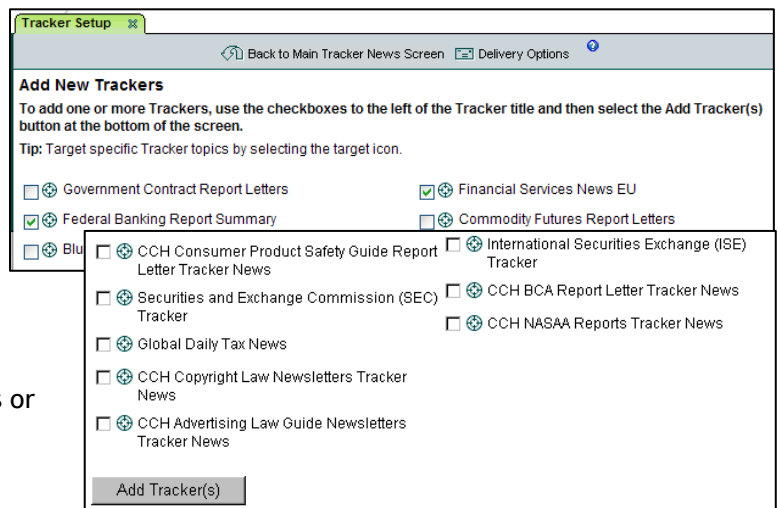 Tracker Setup
Back to Main Tracker News Screen Delivery Options ?
Add New Trackers
To add one or more Trackers, use the checkboxes to the left of the Tracker title and then select the Add Tracker(s)
button at the bottom of the screen.
Tip: Target specific Tracker topics by selecting the target icon.
Government Contract Report Letters
Financial Services News EU
Federal Banking Report Summary
Commodity Futures Report Letters
Blu
CCH Consumer Product Safety Guide Report
Letter Tracker News
Securities and Exchange Commission (SEC)
Tracker
Global Daily Tax News
CCH Copyright Law Newsletters Tracker
News
CCH Advertising Law Guide Newsletters
Tracker News
International Securities Exchange (ISE)
Tracker
CCH BCA Report Letter Tracker News
CCH NASAA Reports Tracker News
Add Tracker(s)
s or